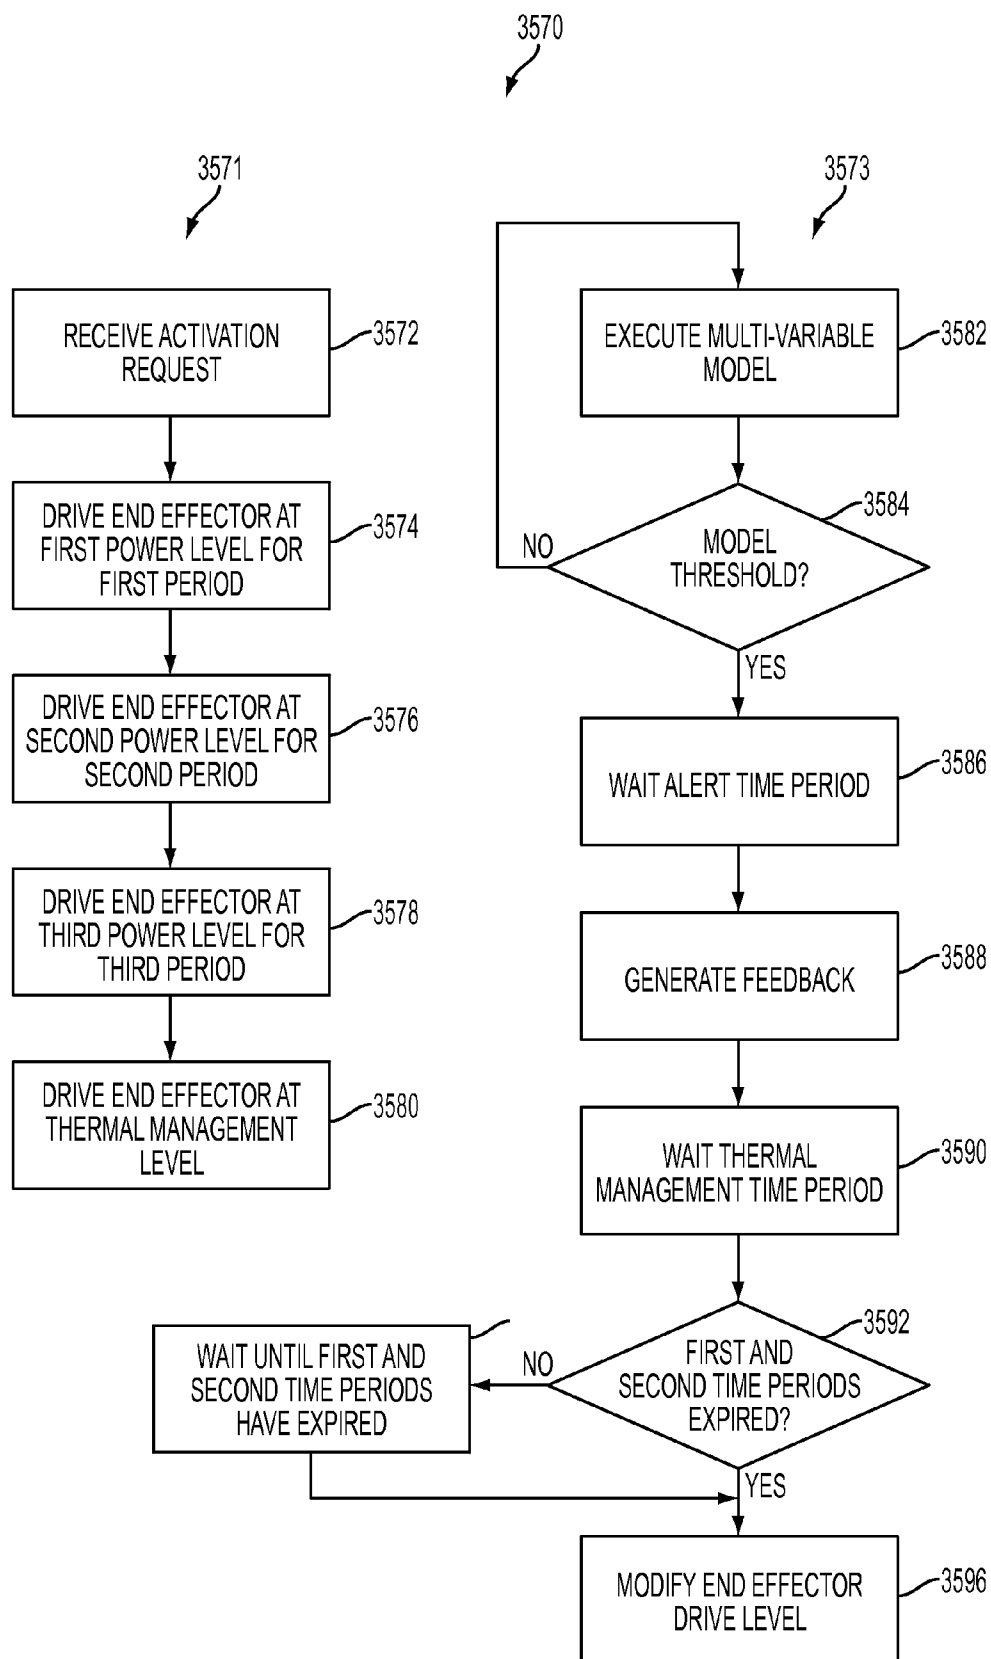 3570
3571
RECEIVE ACTIVATION
REQUEST
3572
DRIVE END EFFECTOR AT
FIRST POWER LEVEL FOR
FIRST PERIOD
3574
DRIVE END EFFECTOR AT
SECOND POWER LEVEL FOR
SECOND PERIOD
3576
DRIVE END EFFECTOR AT
THIRD POWER LEVEL FOR
THIRD PERIOD
3578
DRIVE END EFFECTOR AT
THERMAL MANAGEMENT
LEVEL
3580
3573
EXECUTE MULTI-VARIABLE
MODEL
3582
MODEL
THRESHOLD?
3584
NO
YES
WAIT ALERT TIME PERIOD
3586
GENERATE FEEDBACK
3588
WAIT THERMAL
MANAGEMENT TIME PERIOD
3590
FIRST AND
SECOND TIME PERIODS
EXPIRED?
3592
NO
WAIT UNTIL FIRST AND
SECOND TIME PERIODS
HAVE EXPIRED
YES
MODIFY END EFFECTOR
DRIVE LEVEL
3596